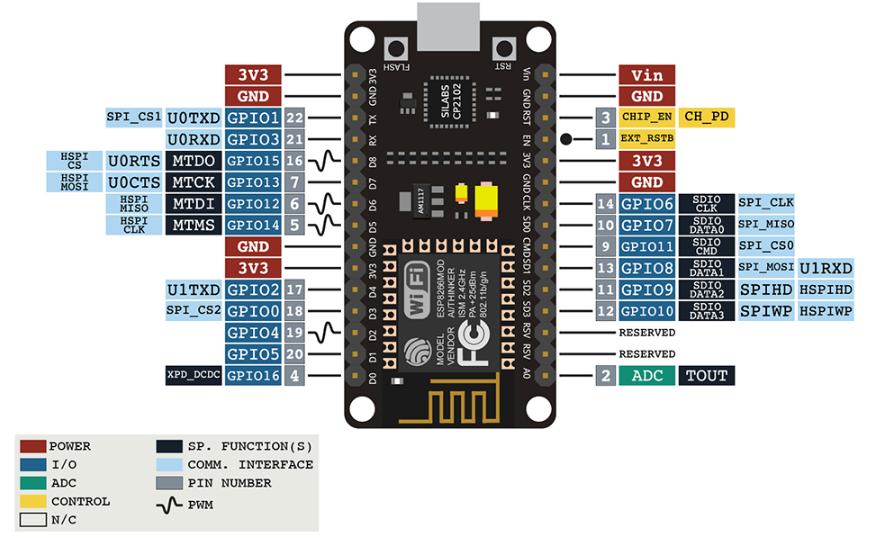 FLASH
RST
SILABS
CP2102
3V3 3V3 Vin Vin
GND GND GND GND
SPI_CS1 U0TXD GPIO1 22 TX RST 3 CHIP_EN CH_PD
U0RXD GPIO3 21 RX EN 1 EXT_RSTB
HSPI CS U0RTS MTDO GPIO15 16 D8 3V3 3V3
HSPI MOSI U0CTS MTCK GPIO13 7 D7 GND GND
HSPI MISO MTDI GPIO12 6 D6 AM1117 CLK 14 GPIO6 SDIO CLK SPI_CLK
HSPI CLK MTMS GPIO14 5 D5 SD0 10 GPIO7 SDIO DATA0 SPI_MISO
GND GND CMD 9 GPIO11 SDIO CMD SPI_CS0
3V3 3V3 SD1 13 GPIO8 SDIO DATA1 SPI_MOSI U1RXD
U1TXD GPIO2 17 D4 SD2 11 GPIO9 SDIO DATA2 SPIHD HSPIHD
SPI_CS2 GPIO0 18 D3 SD3 12 GPIO10 SDIO DATA3 SPIWP HSPIWP
GPIO4 19 D2 RSV RESERVED
GPIO5 20 D1 RSV RESERVED
XPD_DCDC GPIO16 4 D0 A0 2 ADC TOUT
Wi Fi
MODEL ESP8266MOD
VENDOR AI/THINKER
ISM 2.4GHz
PA +25dBm
802.11b/g/n
FC
POWER
I/O
ADC
CONTROL
N/C
SP. FUNCTION(S)
COMM. INTERFACE
PIN NUMBER
PWM